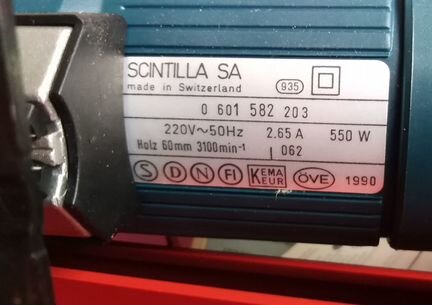 SCINTILLA SA
made in Switzerland
935
0 601 582 203
220V~50Hz 2.65 A 550 W
Holz 60mm 3100min-¹ 062
S D N FI KEMA KEUR ÖVE 1990